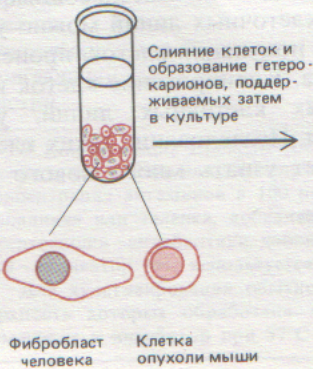 Слияние клеток и
образование гетеро-
карионов, поддер-
живаемых затем
в культуре
Фибробласт
человека
Клетка
опухоли мыши